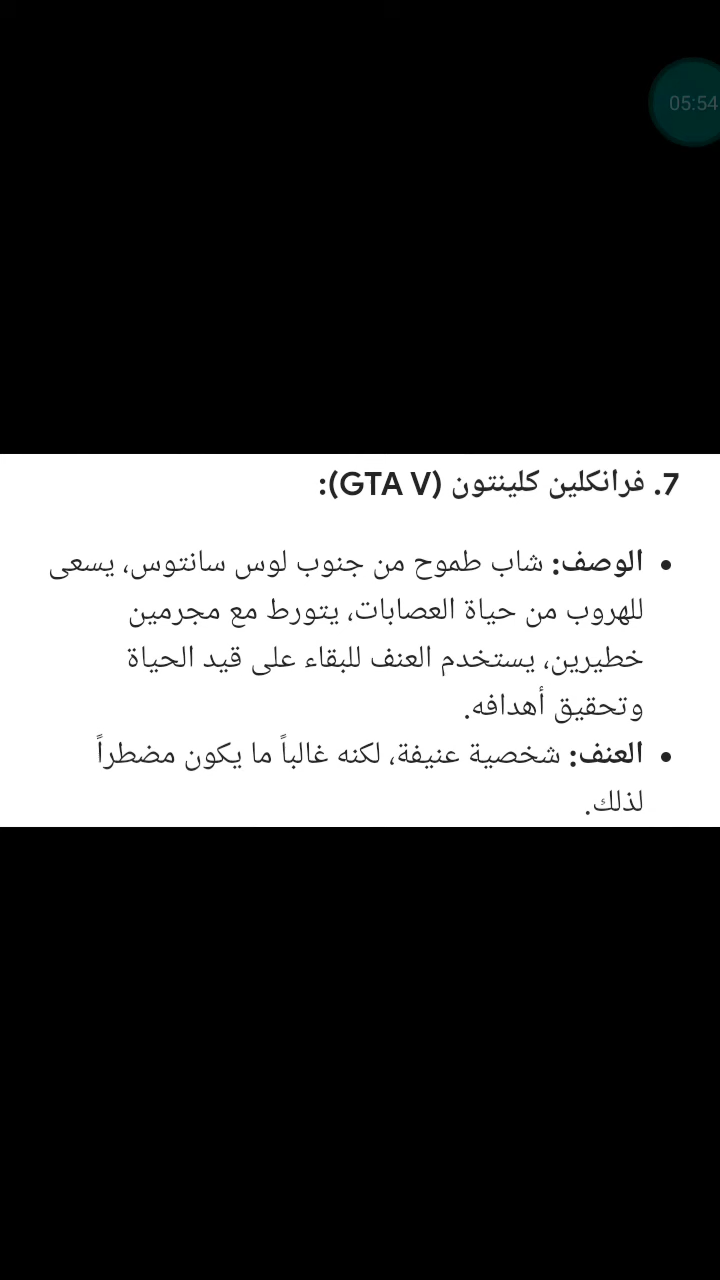 05:54
7. فرانكلين كلينتون (GTA V):
• الوصف: شاب طموح من جنوب لوس سانتوس، يسعى
للهروب من حياة العصابات، يتورط مع مجرمين
خطيرين، يستخدم العنف للبقاء على قيد الحياة
وتحقيق أهدافه.
• العنف: شخصية عنيفة، لكنه غالباً ما يكون مضطراً
لذلك.